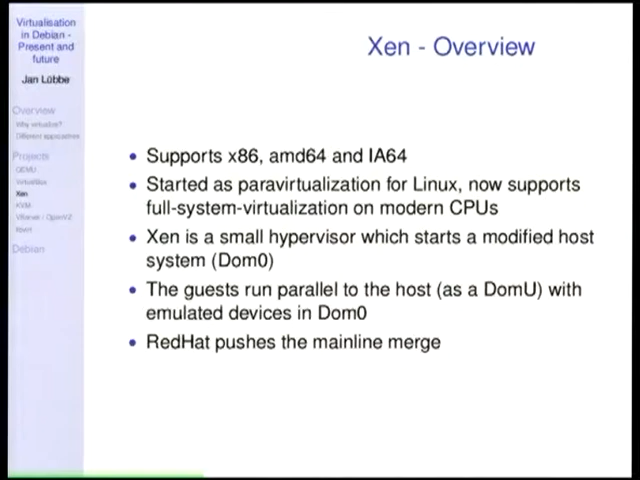 Virtualisation
in Debian -
Present and
future
Jan Lübbe
Overview
Why virtualize?
Different approaches
Projects
QEMU
VirtualBox
Xen
KVM
VServer / OpenVZ
Debian
Xen - Overview
Supports x86, amd64 and IA64
Started as paravirtualization for Linux, now supports
full-system-virtualization on modern CPUs
Xen is a small hypervisor which starts a modified host
system (Dom0)
The guests run parallel to the host (as a DomU) with
emulated devices in Dom0
RedHat pushes the mainline merge